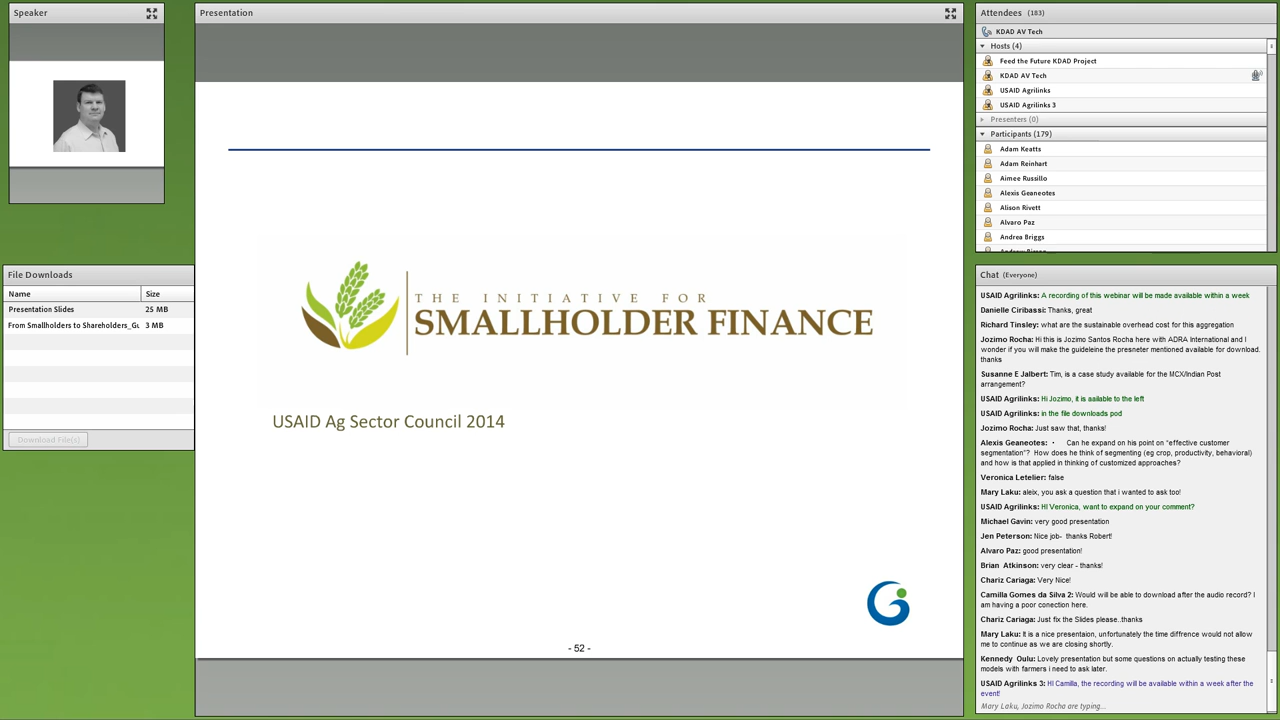 Speaker
File Downloads
Name Size
Presentation Slides 25 MB
From Smallholders to Shareholders_Gu 3 MB
Download File(s)
Presentation
THE INITIATIVE FOR
SMALLHOLDER FINANCE
USAID Ag Sector Council 2014
- 52 -
Attendees (183)
KDAD AV Tech
Hosts (4)
Feed the Future KDAD Project
KDAD AV Tech
USAID Agrilinks
USAID Agrilinks 3
Presenters (0)
Participants (179)
Adam Keatts
Adam Reinhart
Aimee Russillo
Alexis Geaneotes
Alison Rivett
Alvaro Paz
Andrea Briggs
Chat (Everyone)
USAID Agrilinks: A recording of this webinar will be made available within a week
Danielle Ciribassi: Thanks, great
Richard Tinsley: what are the sustainable overhead cost for this aggregation
Jozimo Rocha: Hi this is Jozimo Santos Rocha here with ADRA International and I
wonder if you will make the guideleine the presneter mentioned available for download.
thanks
Susanne E Jalbert: Tim, is a case study available for the MCX/Indian Post
arrangement?
USAID Agrilinks: Hi Jozimo, it is aailable to the left
USAID Agrilinks: in the file downloads pod
Jozimo Rocha: Just saw that, thanks!
Alexis Geaneotes: • Can he expand on his point on "effective customer
segmentation"? How does he think of segmenting (eg crop, productivity, behavioral)
and how is that applied in thinking of customized approaches?
Veronica Letelier: false
Mary Laku: aleix, you ask a question that i wanted to ask too!
USAID Agrilinks: HI Veronica, want to expand on your comment?
Michael Gavin: very good presentation
Jen Peterson: Nice job- thanks Robert!
Alvaro Paz: good presentation!
Brian Atkinson: very clear - thanks!
Chariz Cariaga: Very Nice!
Camilla Gomes da Silva 2: Would will be able to download after the audio record? I
am having a poor conection here.
Chariz Cariaga: Just fix the Slides please..thanks
Mary Laku: It is a nice presentaion, unfortunately the time diffrence would not allow
me to continue as we are closing shortly.
Kennedy Oulu: Lovely presentation but some questions on actually testing these
models with farmers i need to ask later.
USAID Agrilinks 3: HI Camilla, the recording will be available within a week after the
event!
Mary Laku, Jozimo Rocha are typing...